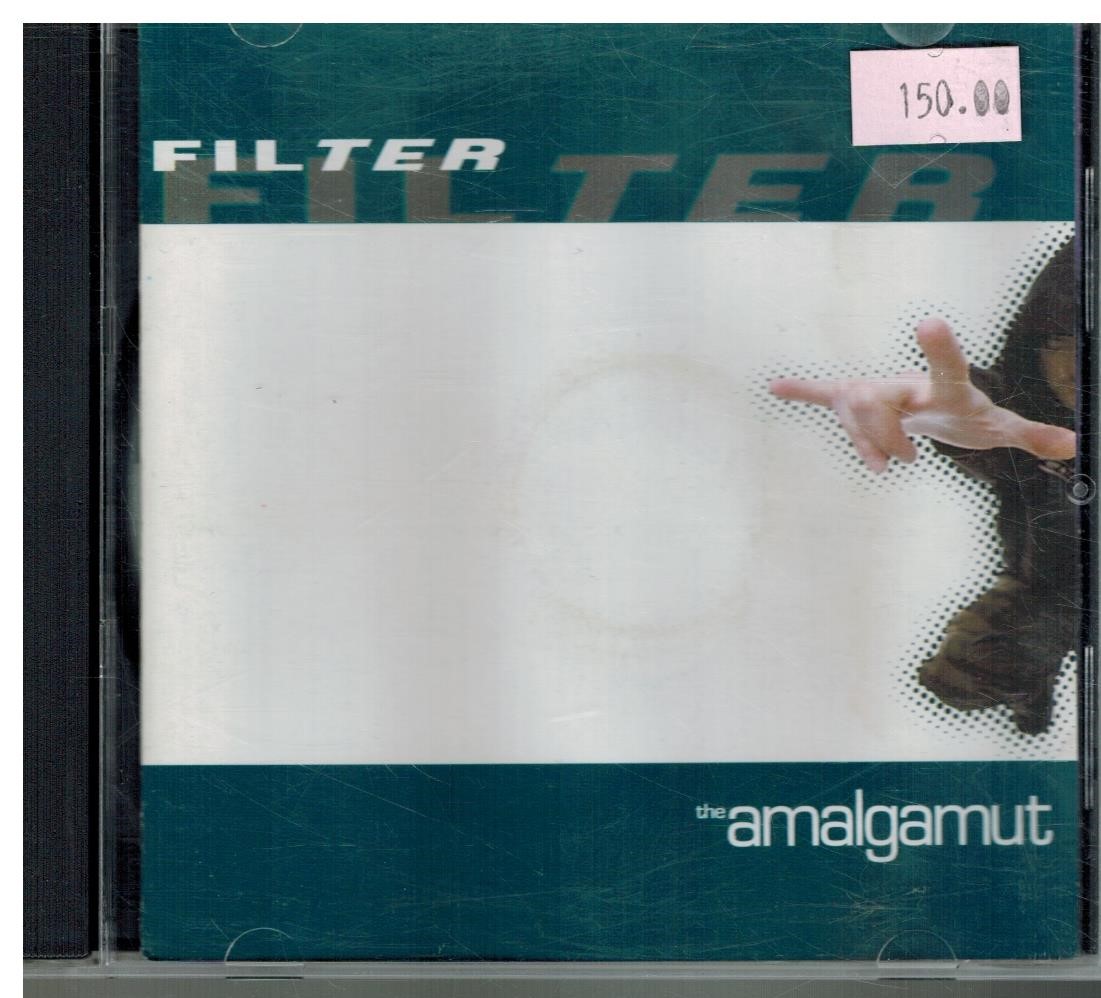 150.00
FILTER
FILTER
the amalgamut